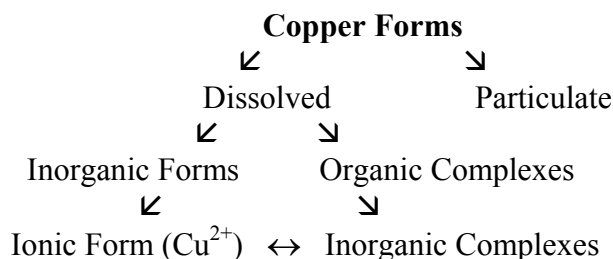 Copper Forms
↙ ↘
Dissolved Particulate
↙ ↘
Inorganic Forms Organic Complexes
↙ ↘
Ionic Form (Cu²⁺) ↔ Inorganic Complexes